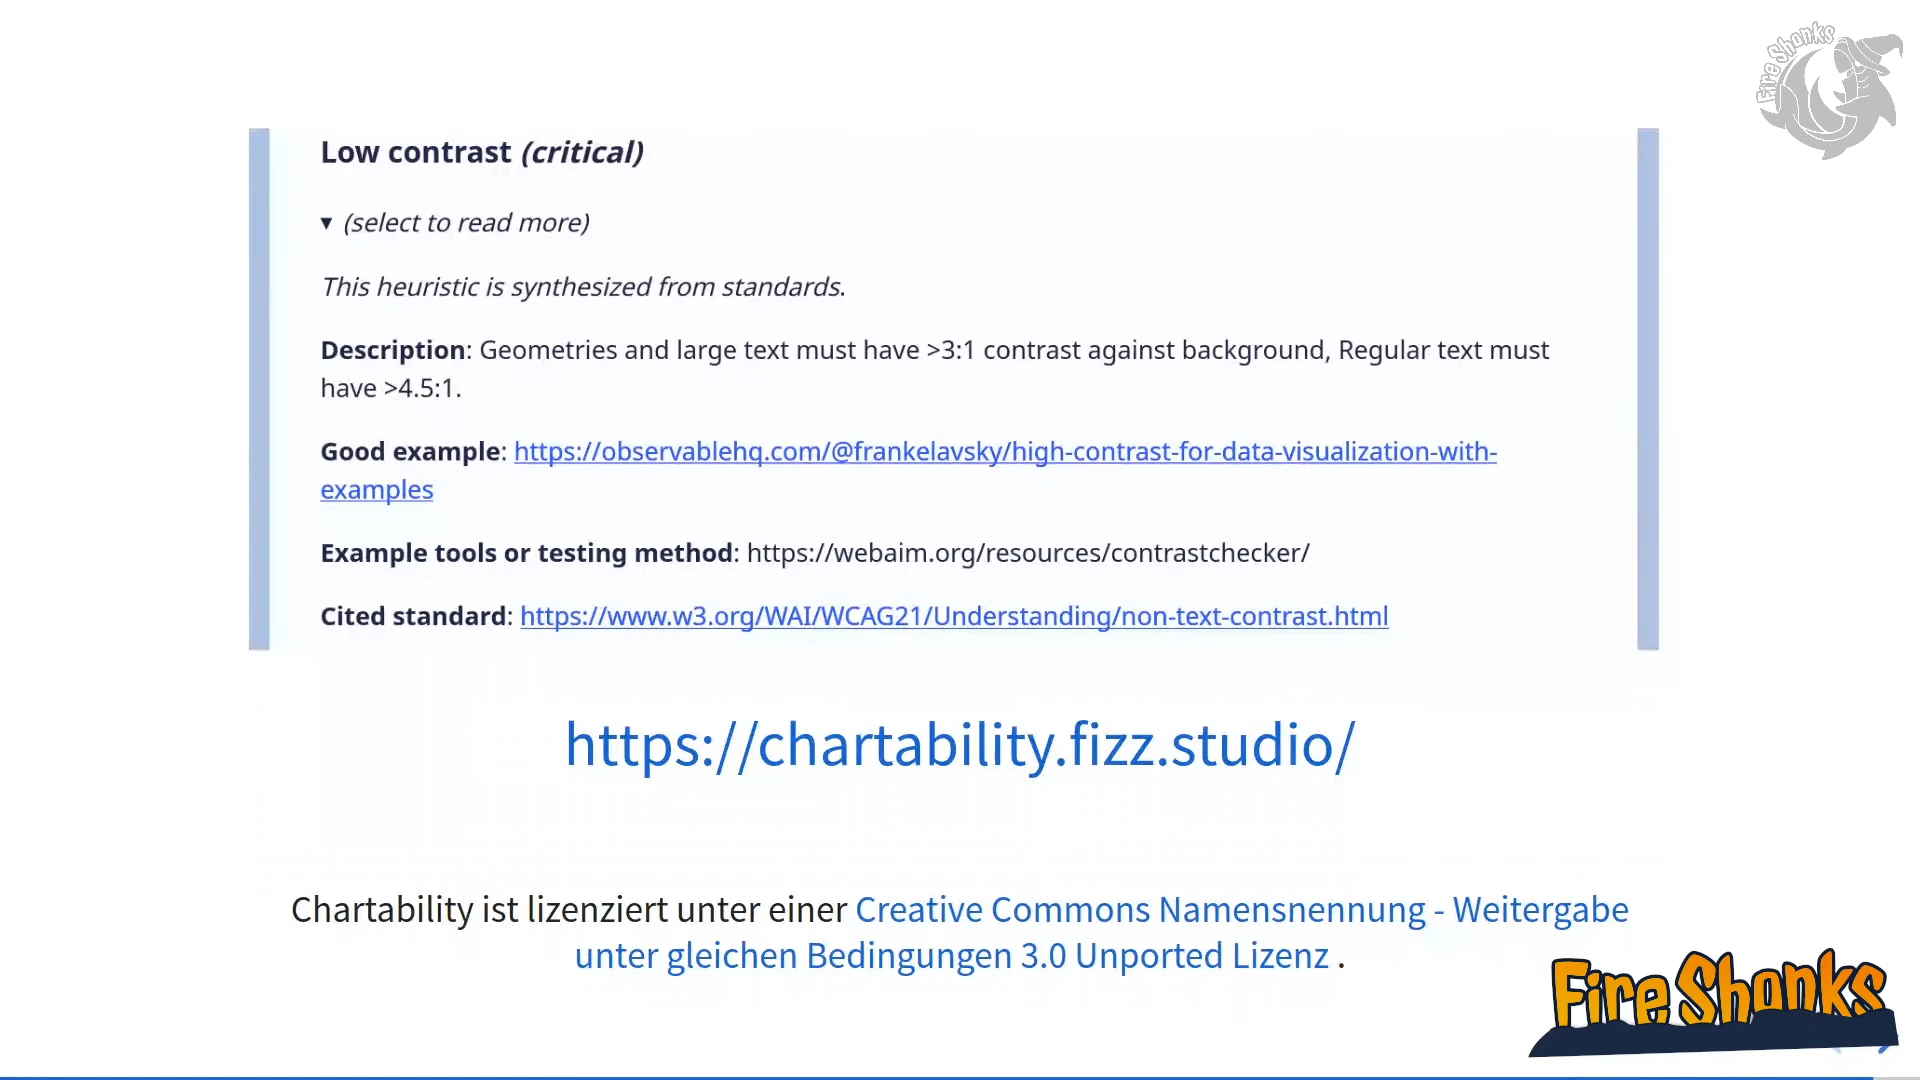 Fire Shonks
Low contrast (critical)
▾ (select to read more)
This heuristic is synthesized from standards.
Description: Geometries and large text must have >3:1 contrast against background, Regular text must
have >4.5:1.
Good example: https://observablehq.com/@frankelavsky/high-contrast-for-data-visualization-with-
examples
Example tools or testing method: https://webaim.org/resources/contrastchecker/
Cited standard: https://www.w3.org/WAI/WCAG21/Understanding/non-text-contrast.html
https://chartability.fizz.studio/
Chartability ist lizenziert unter einer Creative Commons Namensnennung - Weitergabe
unter gleichen Bedingungen 3.0 Unported Lizenz .
Fire Shonks